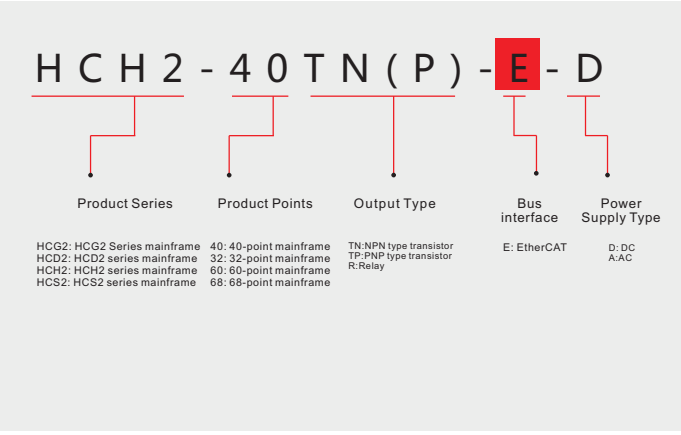 HCH2-40TN(P)-E-D
Product Series
Product Points
Output Type
Bus
interface
Power
Supply Type
HCG2: HCG2 Series mainframe
HCD2: HCD2 series mainframe
HCH2: HCH2 series mainframe
HCS2: HCS2 series mainframe
40: 40-point mainframe
32: 32-point mainframe
60: 60-point mainframe
68: 68-point mainframe
TN:NPN type transistor
TP:PNP type transistor
R:Relay
E: EtherCAT
D: DC
A:AC